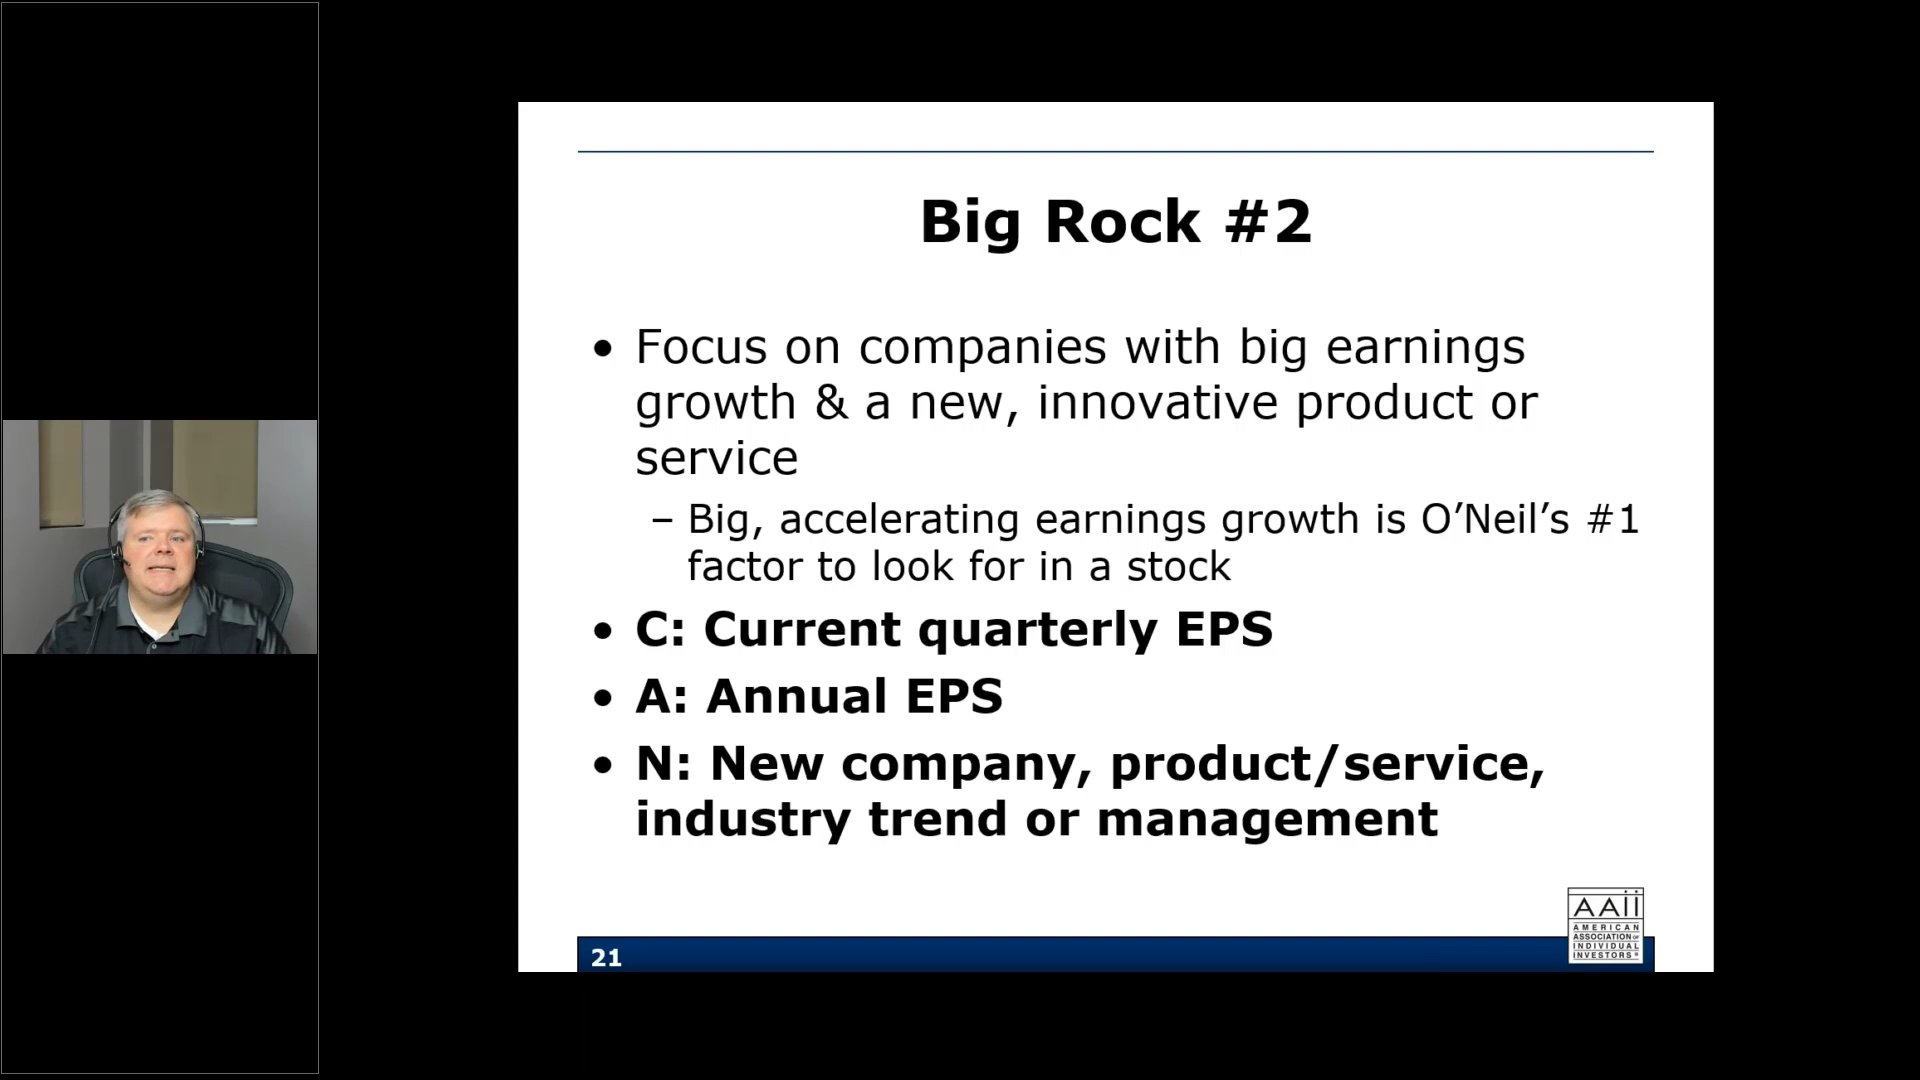 Big Rock #2
• Focus on companies with big earnings
growth & a new, innovative product or
service
– Big, accelerating earnings growth is O’Neil’s #1
factor to look for in a stock
• C: Current quarterly EPS
• A: Annual EPS
• N: New company, product/service,
industry trend or management
21
AAii
AMERICAN
ASSOCIATION OF
INDIVIDUAL
INVESTORS®